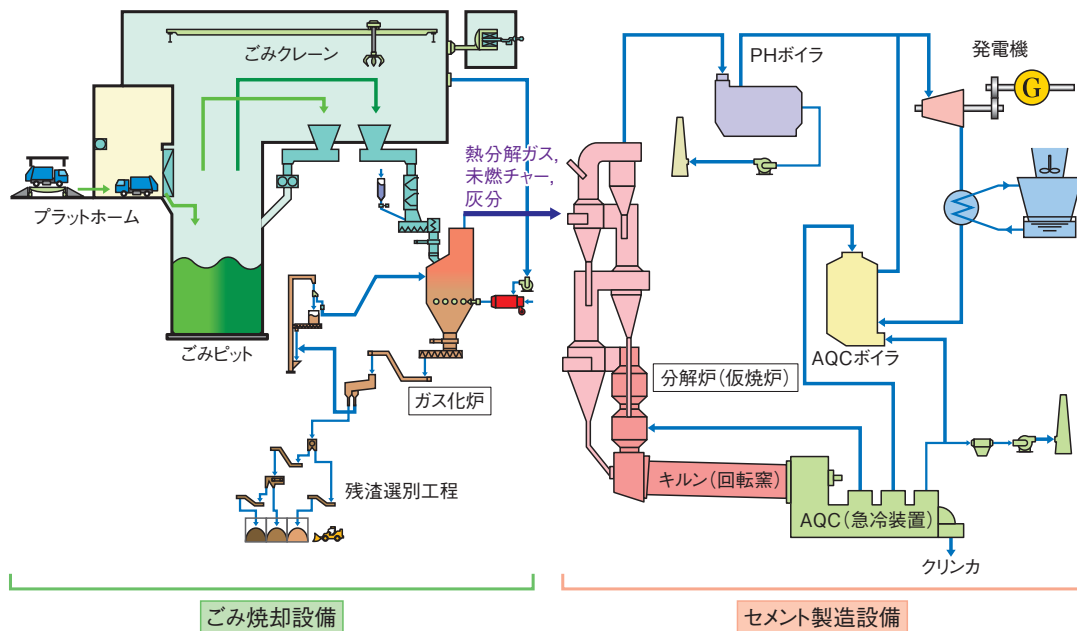 ごみクレーン
PHボイラ
発電機
G
熱分解ガス,
未燃チャー,
灰分
プラットホーム
ごみピット
AQCボイラ
分解炉(仮焼炉)
ガス化炉
キルン(回転窯)
残渣選別工程
AQC(急冷装置)
クリンカ
ごみ焼却設備
セメント製造設備